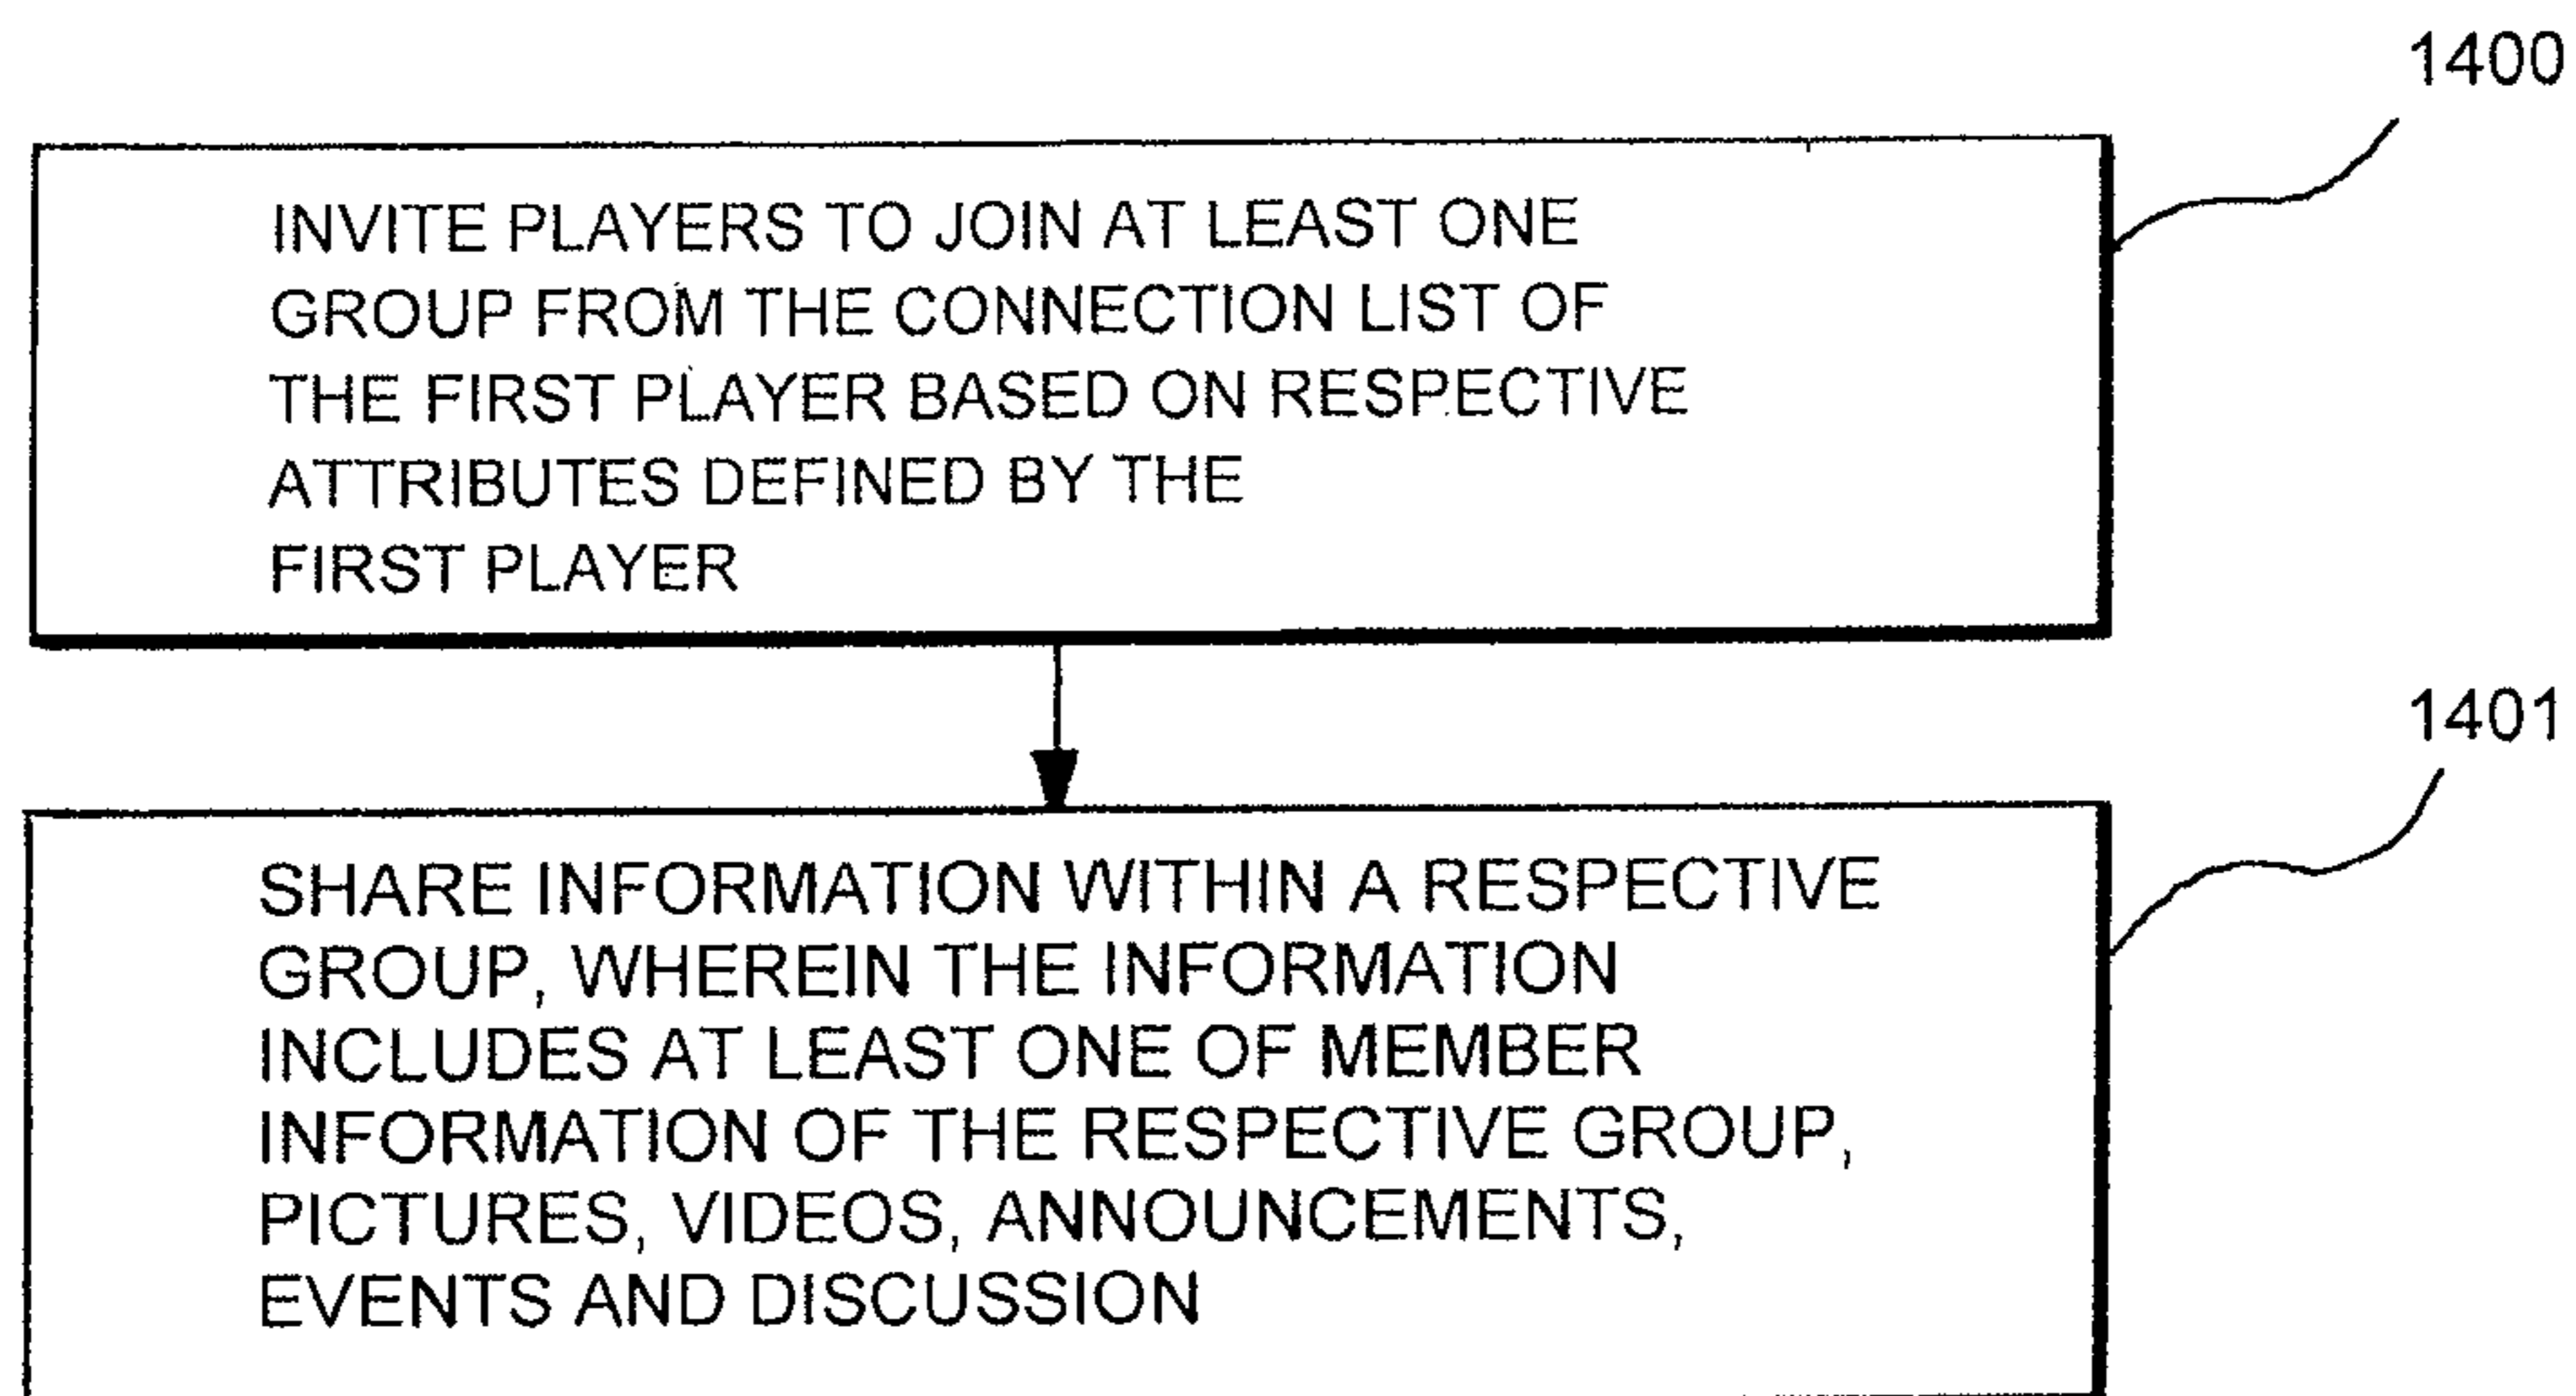 1400
INVITE PLAYERS TO JOIN AT LEAST ONE
GROUP FROM THE CONNECTION LIST OF
THE FIRST PLAYER BASED ON RESPECTIVE
ATTRIBUTES DEFINED BY THE
FIRST PLAYER
1401
SHARE INFORMATION WITHIN A RESPECTIVE
GROUP, WHEREIN THE INFORMATION
INCLUDES AT LEAST ONE OF MEMBER
INFORMATION OF THE RESPECTIVE GROUP,
PICTURES, VIDEOS, ANNOUNCEMENTS,
EVENTS AND DISCUSSION